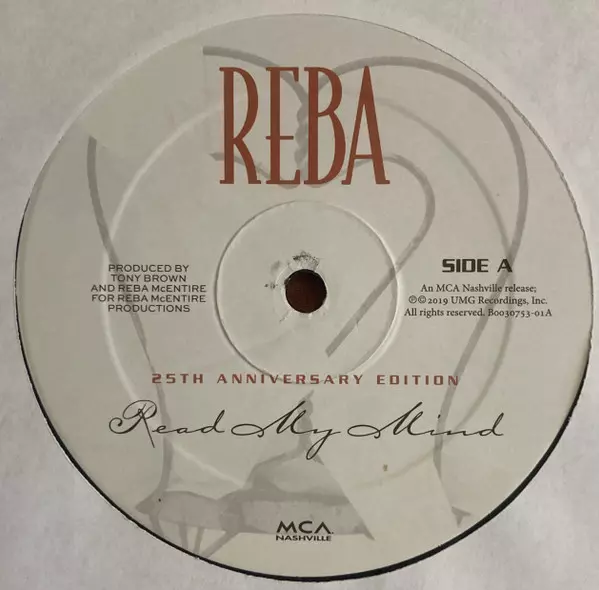 REBA
PRODUCED BY
TONY BROWN
AND REBA McENTIRE
FOR REBA McENTIRE
PRODUCTIONS
SIDE A
An MCA Nashville release;
℗© 2019 UMG Recordings, Inc.
All rights reserved. B0030753-01A
25TH ANNIVERSARY EDITION
Read My Mind
MCA
NASHVILLE